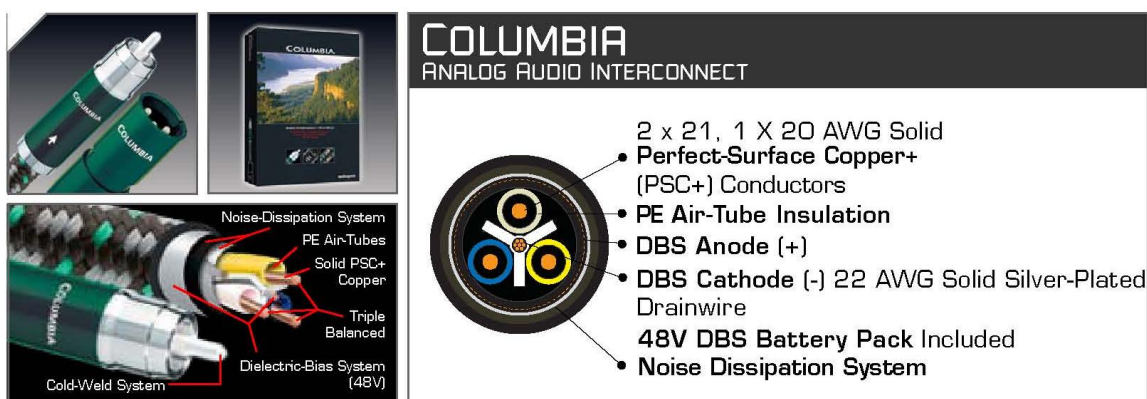 COLUMBIA
COLUMBIA
COLUMBIA
Noise-Dissipation System
PE Air-Tubes
Solid PSC+
Copper
Triple
Balanced
Dielectric-Bias System
(48V)
Cold-Weld System
COLUMBIA
COLUMBIA
ANALOG AUDIO INTERCONNECT
2 x 21, 1 X 20 AWG Solid
Perfect-Surface Copper+
(PSC+) Conductors
PE Air-Tube Insulation
DBS Anode (+)
DBS Cathode (-) 22 AWG Solid Silver-Plated
Drainwire
48V DBS Battery Pack Included
Noise Dissipation System